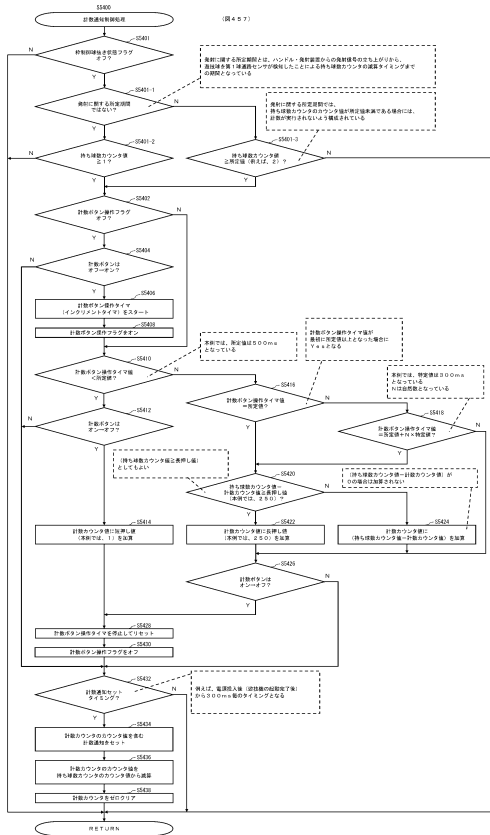 S5400
計数通知制御処理
(図457)
S5401
枠制御球抜き状態フラグ
オフ?
N
Y
発射に関する所定期間とは、ハンドル・発射装置からの発射信号の立ち上がりから、
直技球を第1球通路センサが検知したことによる持ち球数カウンタの減算タイミングまで
の期間となっている
S5401-1
発射に関する所定期間
ではない?
N
Y
発射に関する所定期間では、
持ち球数カウンタのカウンタ値が所定値未満である場合には、
計数が実行されないよう構成されている
S5401-2
持ち球数カウンタ値
≧1?
N
Y
S5401-3
持ち球数カウンタ値
≧所定値(例えば、2)?
N
Y
S5402
計数ボタン操作フラグ
オフ?
N
Y
S5404
計数ボタンは
オフ→オン?
N
Y
S5406
計数ボタン操作タイマ
(インクリメントタイマ)をスタート
S5408
計数ボタン操作フラグをオン
S5410
計数ボタン操作タイマ値
<所定値?
N
Y
本例では、所定値は500ms
となっている
計数ボタン操作タイマ値が
最初に所定値以上となった場合に
Yesとなる
S5412
計数ボタンは
オン→オフ?
N
Y
S5416
計数ボタン操作タイマ値
=所定値?
N
Y
本例では、特定値は300ms
となっている
Nは自然数となっている
S5418
計数ボタン操作タイマ値
=所定値+N×特定値?
N
Y
(持ち球数カウンタ値≧長押し値)
としてもよい
S5420
持ち球数カウンタ値-
計数カウンタ値≧長押し値
(本例では、250)?
N
Y
(持ち球数カウンタ値-計数カウンタ値)が
0の場合は加算されない
S5414
計数カウンタ値に短押し値
(本例では、1)を加算
S5422
計数カウンタ値に長押し値
(本例では、250)を加算
S5424
計数カウンタ値に
(持ち球数カウンタ値-計数カウンタ値)を加算
S5426
計数ボタンは
オン→オフ?
N
Y
S5428
計数ボタン操作タイマを停止してリセット
S5430
計数ボタン操作フラグをオフ
S5432
計数通知セット
タイミング?
N
Y
例えば、電源投入後(遊技機の起動完了後)
から300ms毎のタイミングとなる
S5434
計数カウンタのカウンタ値を含む
計数通知をセット
S5436
計数カウンタのカウンタ値を
持ち球数カウンタのカウンタ値から減算
S5438
計数カウンタをゼロクリア
RETURN